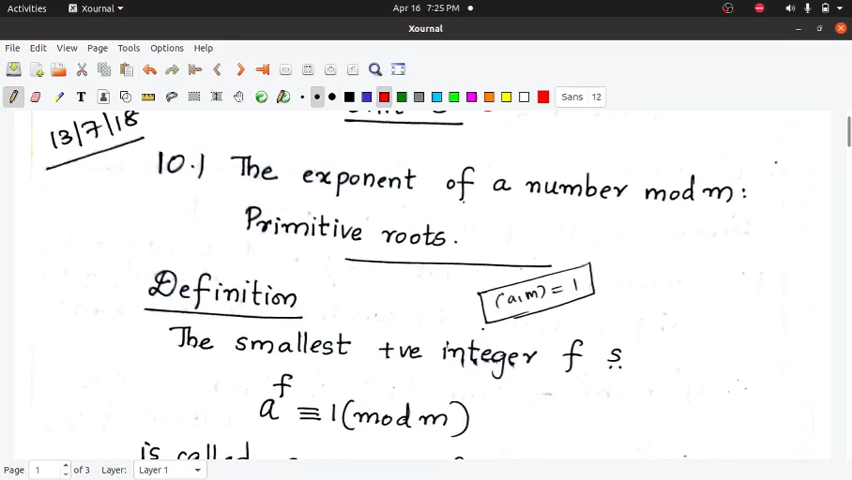 Activities Xournal Apr 16 7:25 PM
Xournal
File Edit View Page Tools Options Help
Sans 12
13/7/18
10.1 The exponent of a number mod m:
Primitive roots.
Definition
(a,m) = 1
The smallest +ve integer f s
a^f ≡ 1 (mod m)
is called
Page 1 of 3 Layer: Layer 1